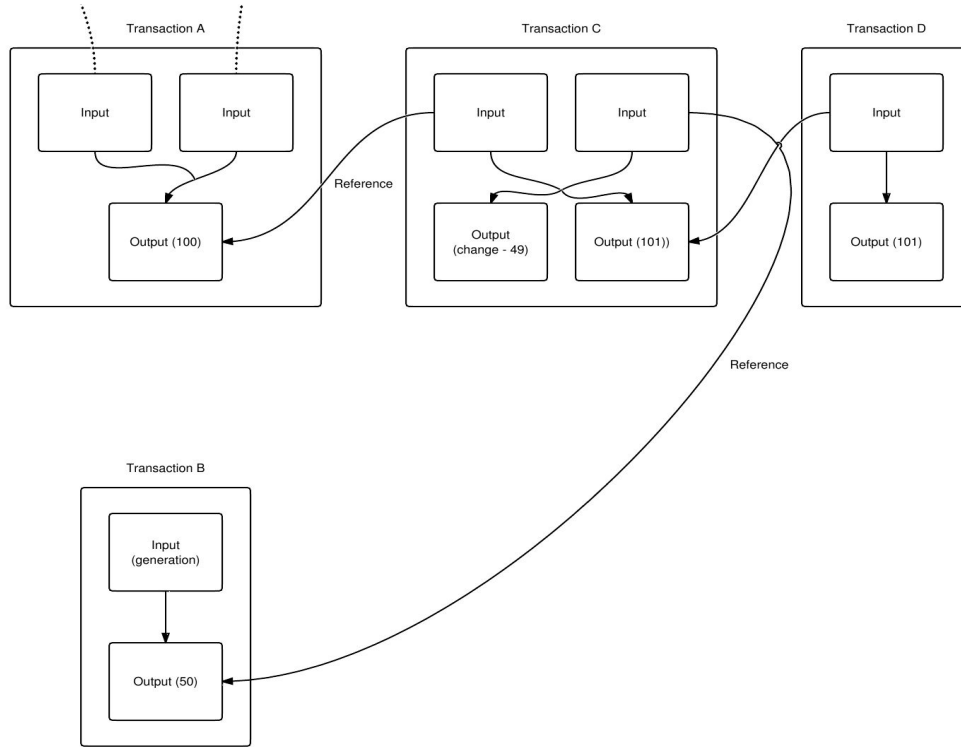 Transaction A
Transaction C
Transaction D
Input
Input
Input
Input
Input
Reference
Output (100)
Output
(change - 49)
Output (101))
Output (101)
Reference
Transaction B
Input
(generation)
Output (50)